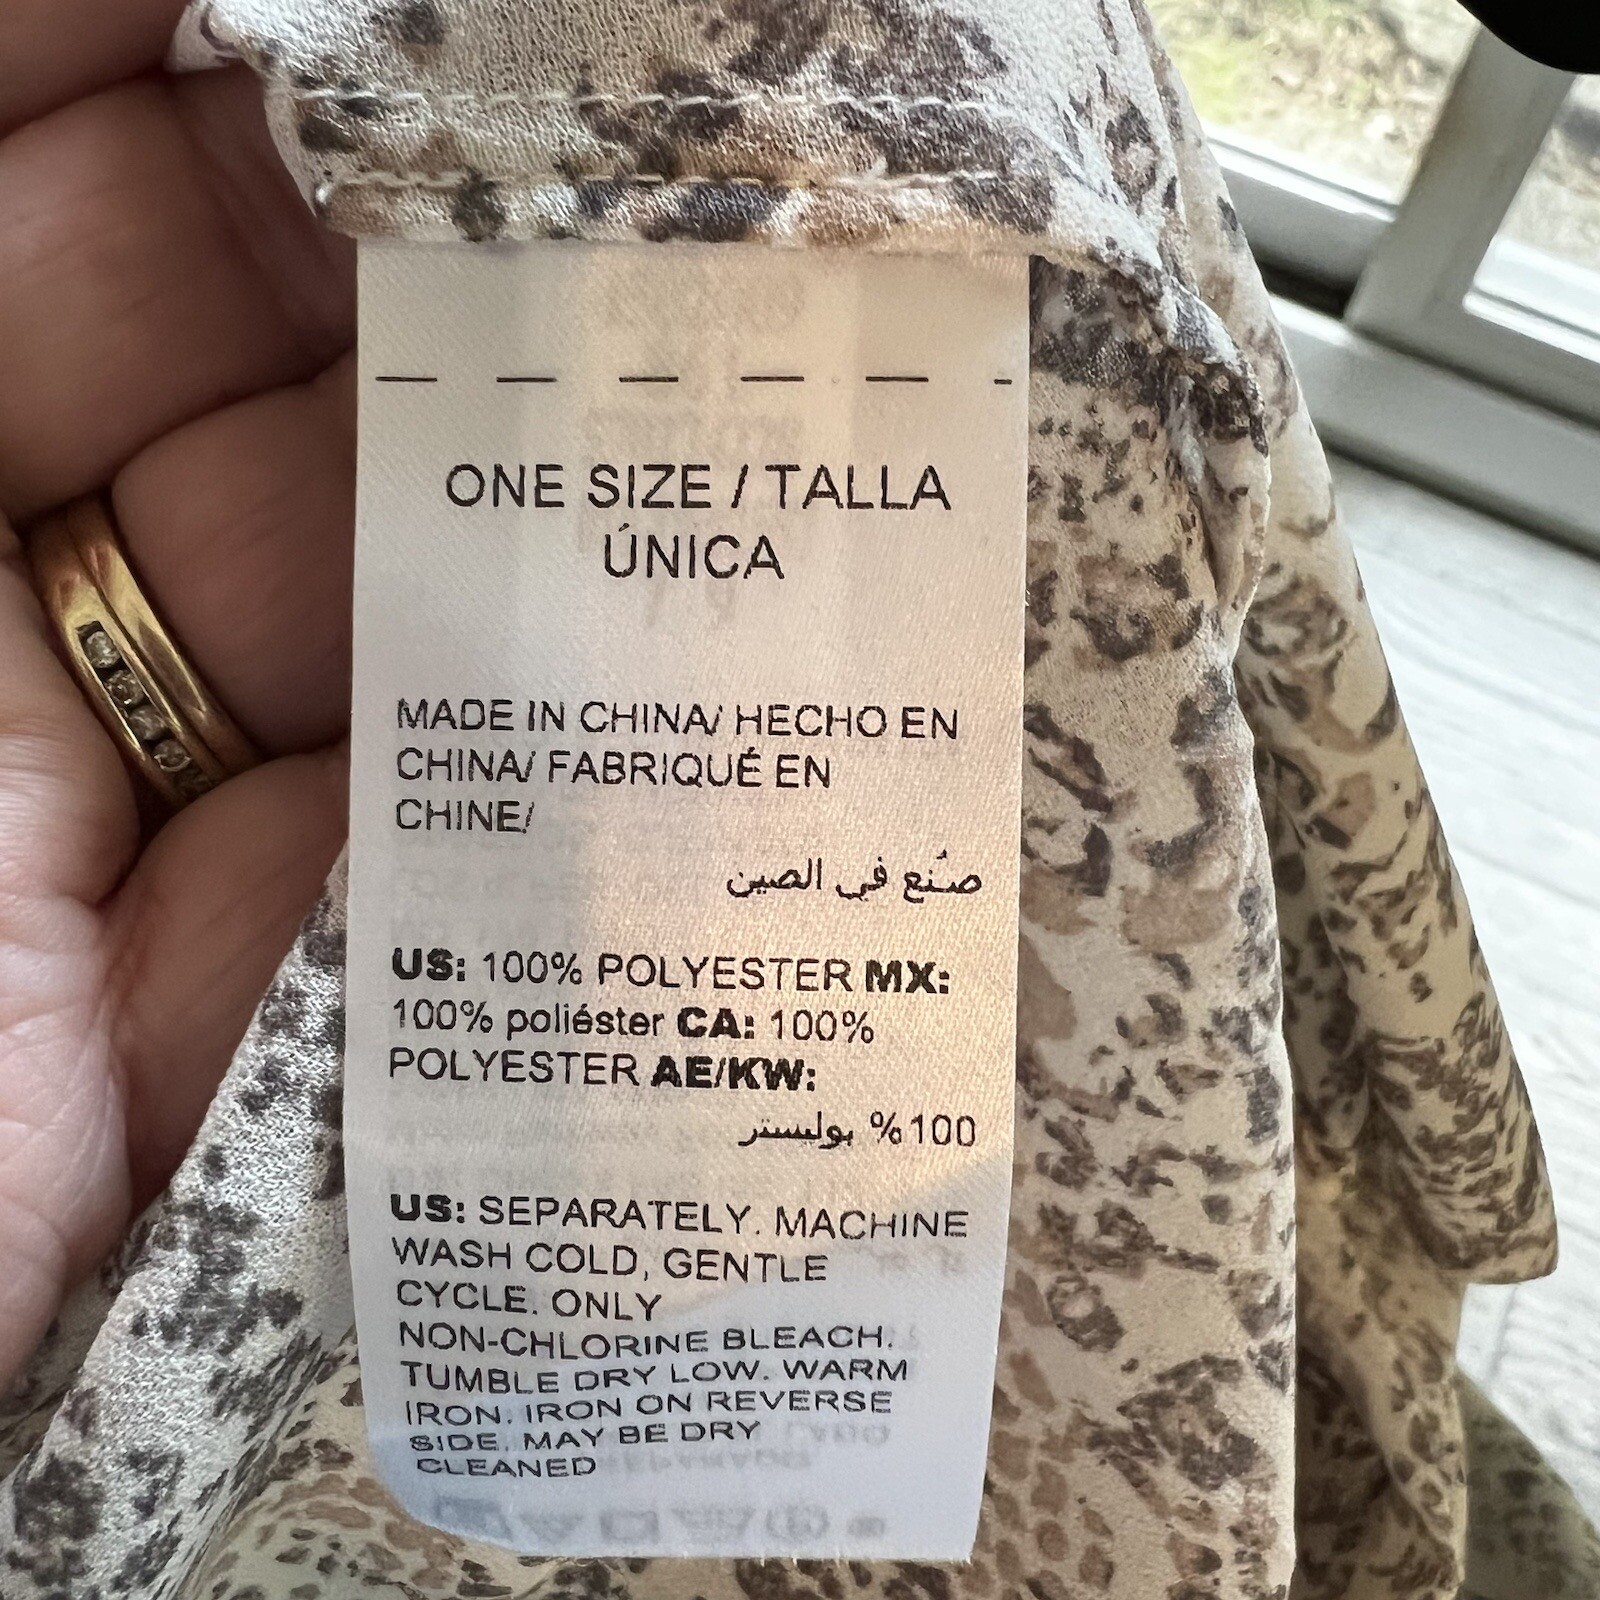 ONE SIZE / TALLA
ÚNICA
MADE IN CHINA/ HECHO EN
CHINA/ FABRIQUÉ EN
CHINE/
صُنع في الصين
US: 100% POLYESTER MX:
100% poliéster CA: 100%
POLYESTER AE/KW:
100% بوليستر
US: SEPARATELY. MACHINE
WASH COLD, GENTLE
CYCLE. ONLY
NON-CHLORINE BLEACH.
TUMBLE DRY LOW. WARM
IRON. IRON ON REVERSE
SIDE. MAY BE DRY
CLEANED